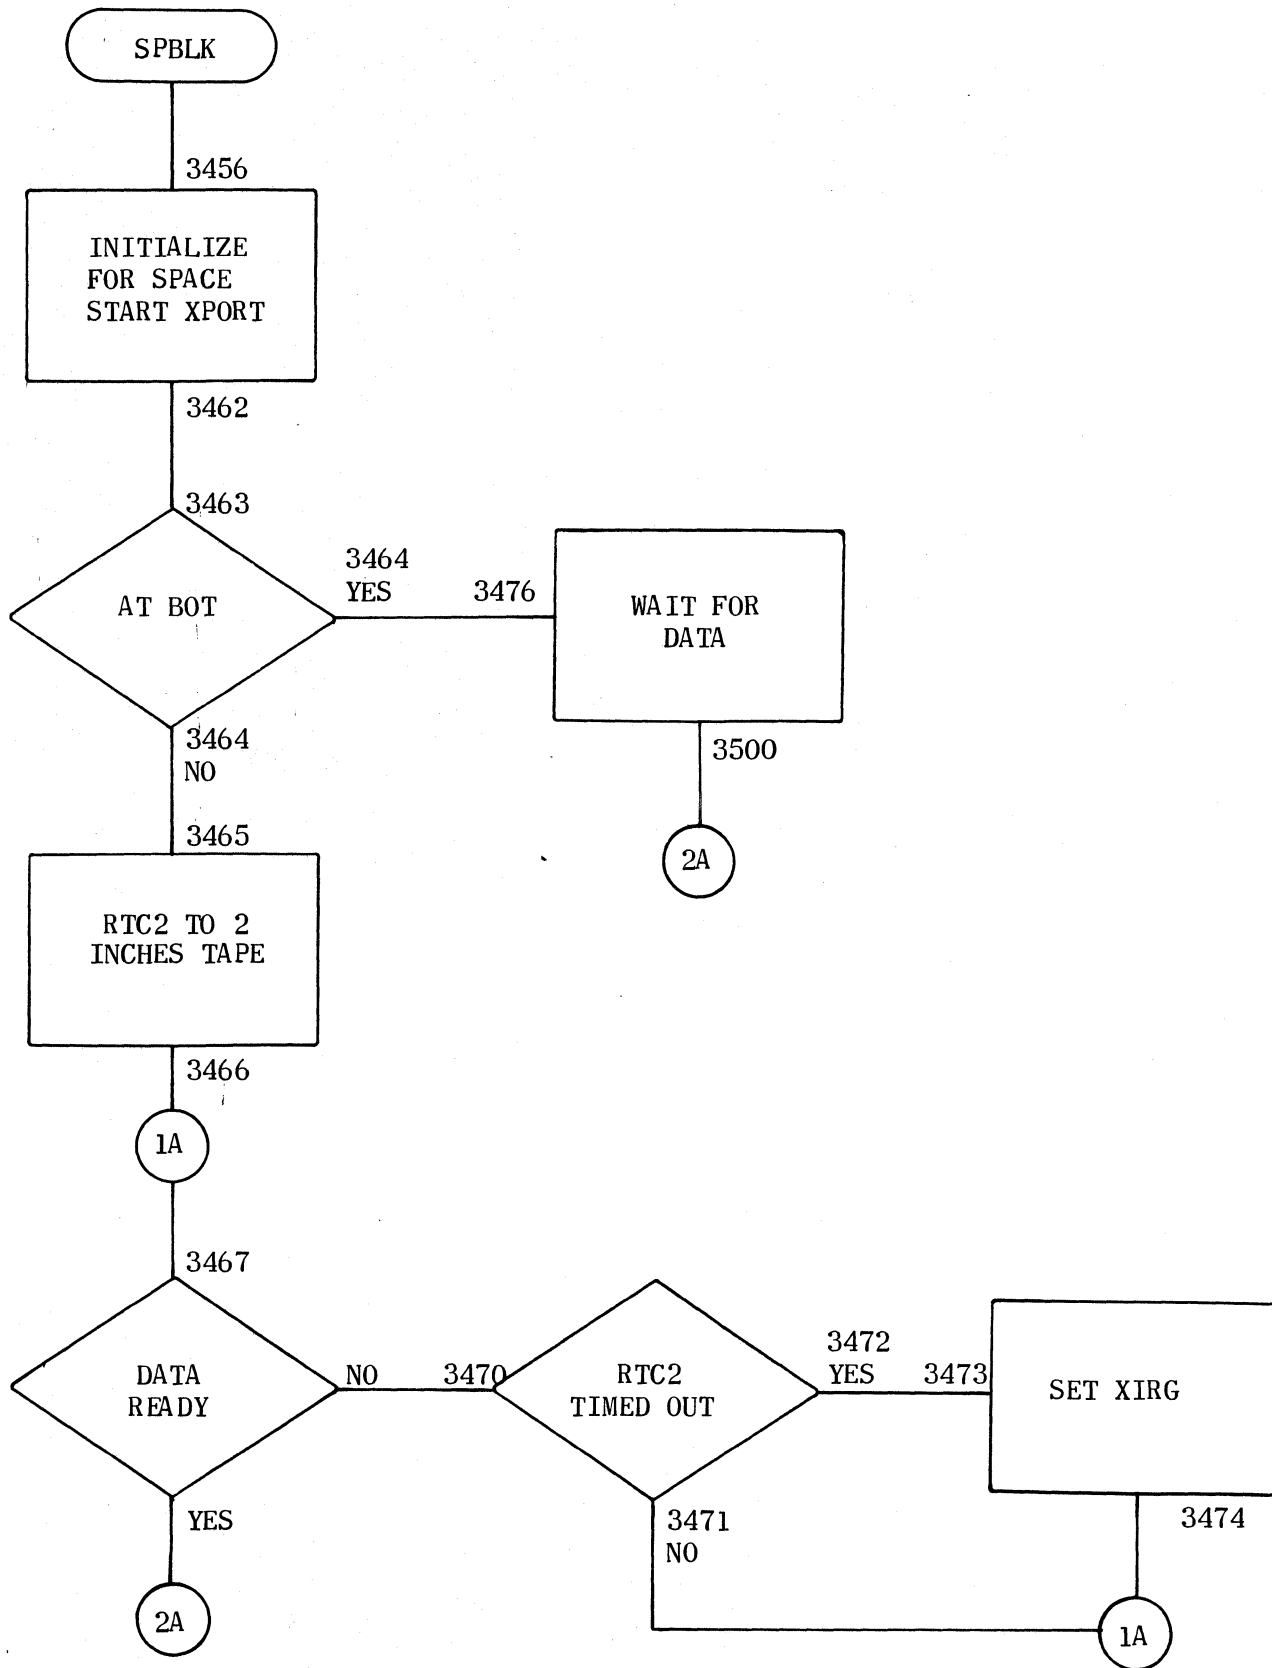 SPBLK
3456
INITIALIZE
FOR SPACE
START XPORT
3462
3463
AT BOT
3464
YES
3476
WAIT FOR
DATA
3500
2A
3464
NO
3465
RTC2 TO 2
INCHES TAPE
3466
1A
3467
DATA
READY
NO
3470
RTC2
TIMED OUT
3472
YES
3473
SET XIRG
3474
YES
2A
3471
NO
1A